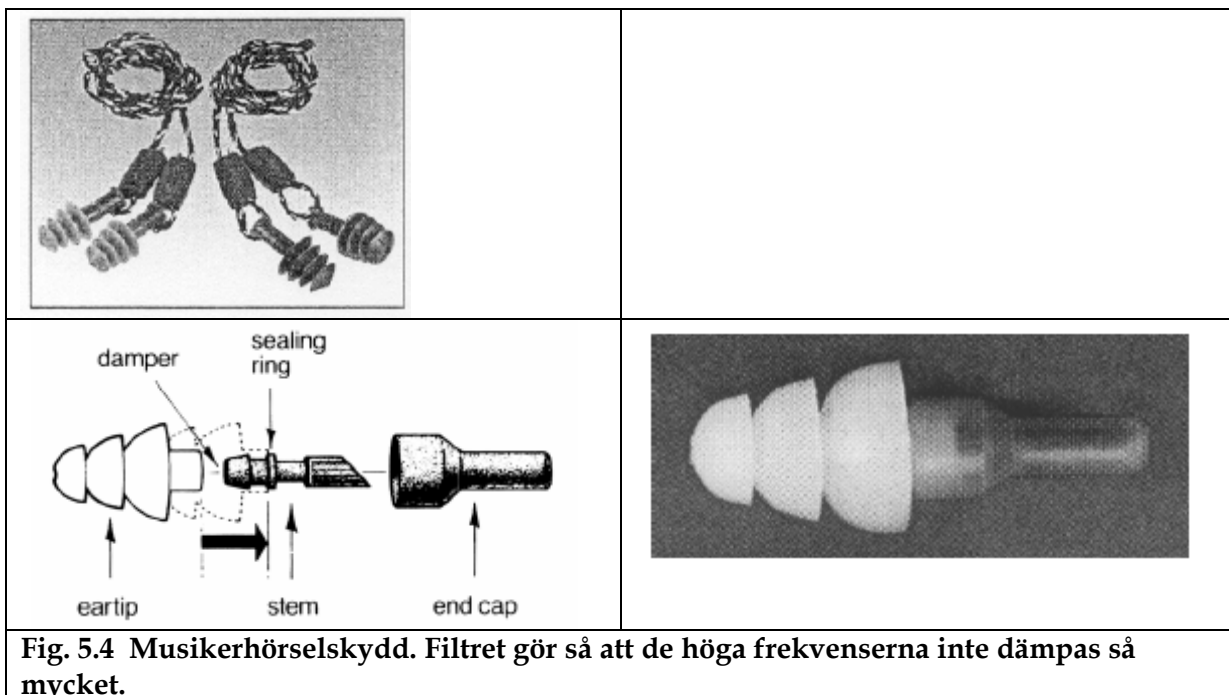 damper
sealing
ring
eartip
stem
end cap
Fig. 5.4 Musikerhörselskydd. Filtret gör så att de höga frekvenserna inte dämpas så
mycket.